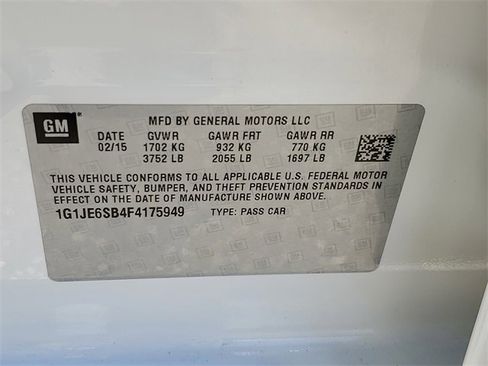 GM
MFD BY GENERAL MOTORS LLC
DATE GVWR GAWR FRT GAWR RR
02/15 1702 KG 932 KG 770 KG
3752 LB 2055 LB 1697 LB
THIS VEHICLE CONFORMS TO ALL APPLICABLE U.S. FEDERAL MOTOR
VEHICLE SAFETY, BUMPER, AND THEFT PREVENTION STANDARDS IN
EFFECT ON THE DATE OF MANUFACTURE SHOWN ABOVE.
1G1JE6SB4F4175949 TYPE: PASS CAR